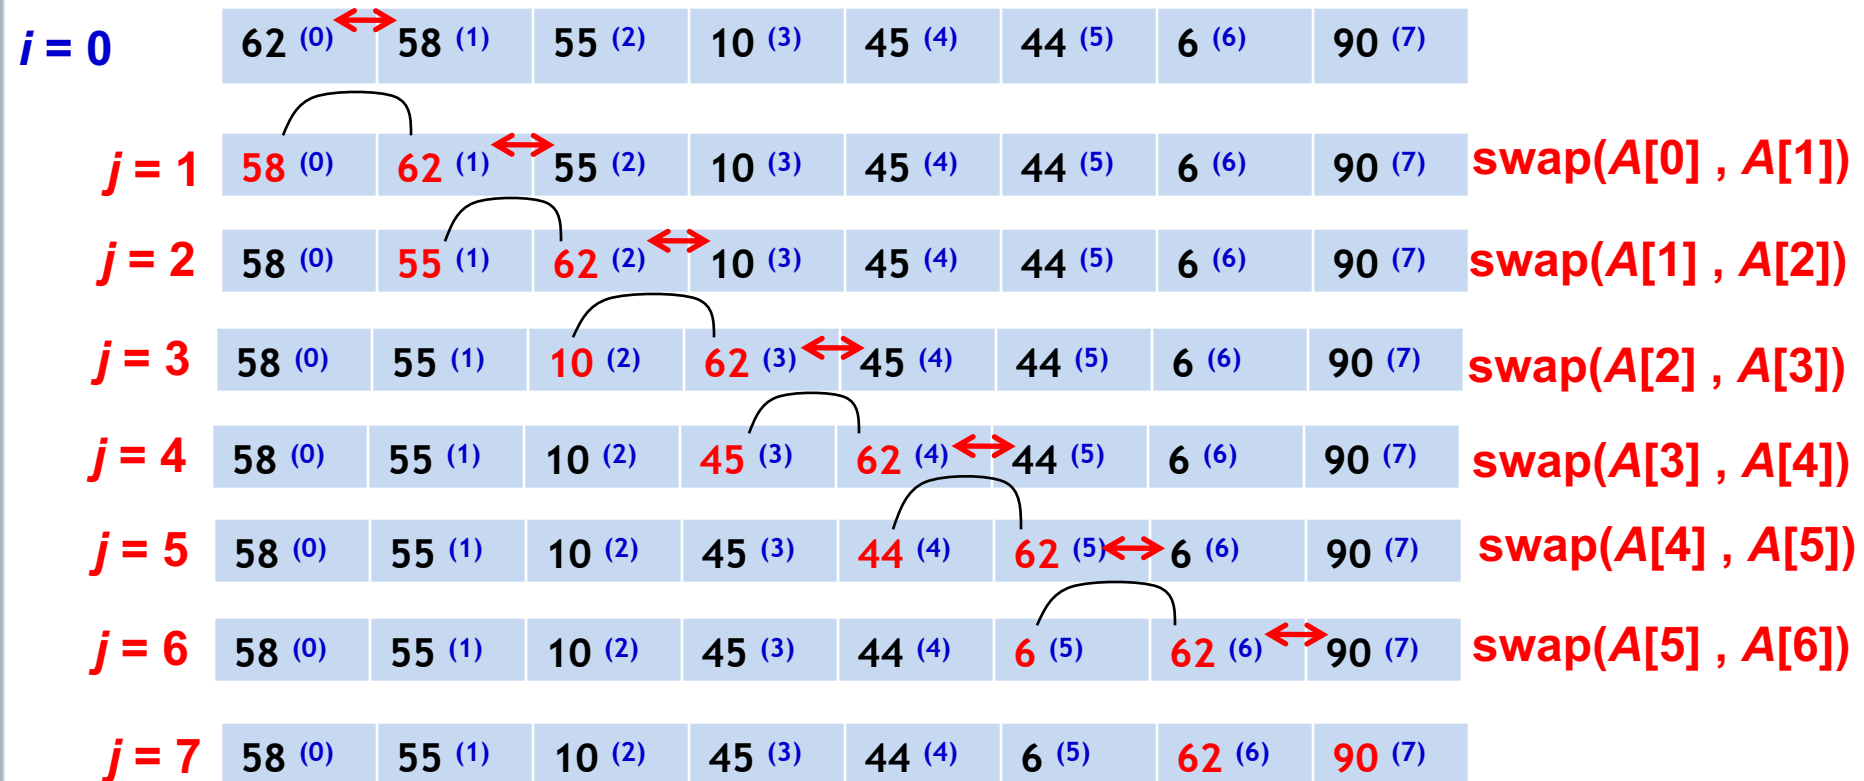 i = 0 62 (0) 58 (1) 55 (2) 10 (3) 45 (4) 44 (5) 6 (6) 90 (7)
j = 1 58 (0) 62 (1) 55 (2) 10 (3) 45 (4) 44 (5) 6 (6) 90 (7) swap(A[0] , A[1])
j = 2 58 (0) 55 (1) 62 (2) 10 (3) 45 (4) 44 (5) 6 (6) 90 (7) swap(A[1] , A[2])
j = 3 58 (0) 55 (1) 10 (2) 62 (3) 45 (4) 44 (5) 6 (6) 90 (7) swap(A[2] , A[3])
j = 4 58 (0) 55 (1) 10 (2) 45 (3) 62 (4) 44 (5) 6 (6) 90 (7) swap(A[3] , A[4])
j = 5 58 (0) 55 (1) 10 (2) 45 (3) 44 (4) 62 (5) 6 (6) 90 (7) swap(A[4] , A[5])
j = 6 58 (0) 55 (1) 10 (2) 45 (3) 44 (4) 6 (5) 62 (6) 90 (7) swap(A[5] , A[6])
j = 7 58 (0) 55 (1) 10 (2) 45 (3) 44 (4) 6 (5) 62 (6) 90 (7)